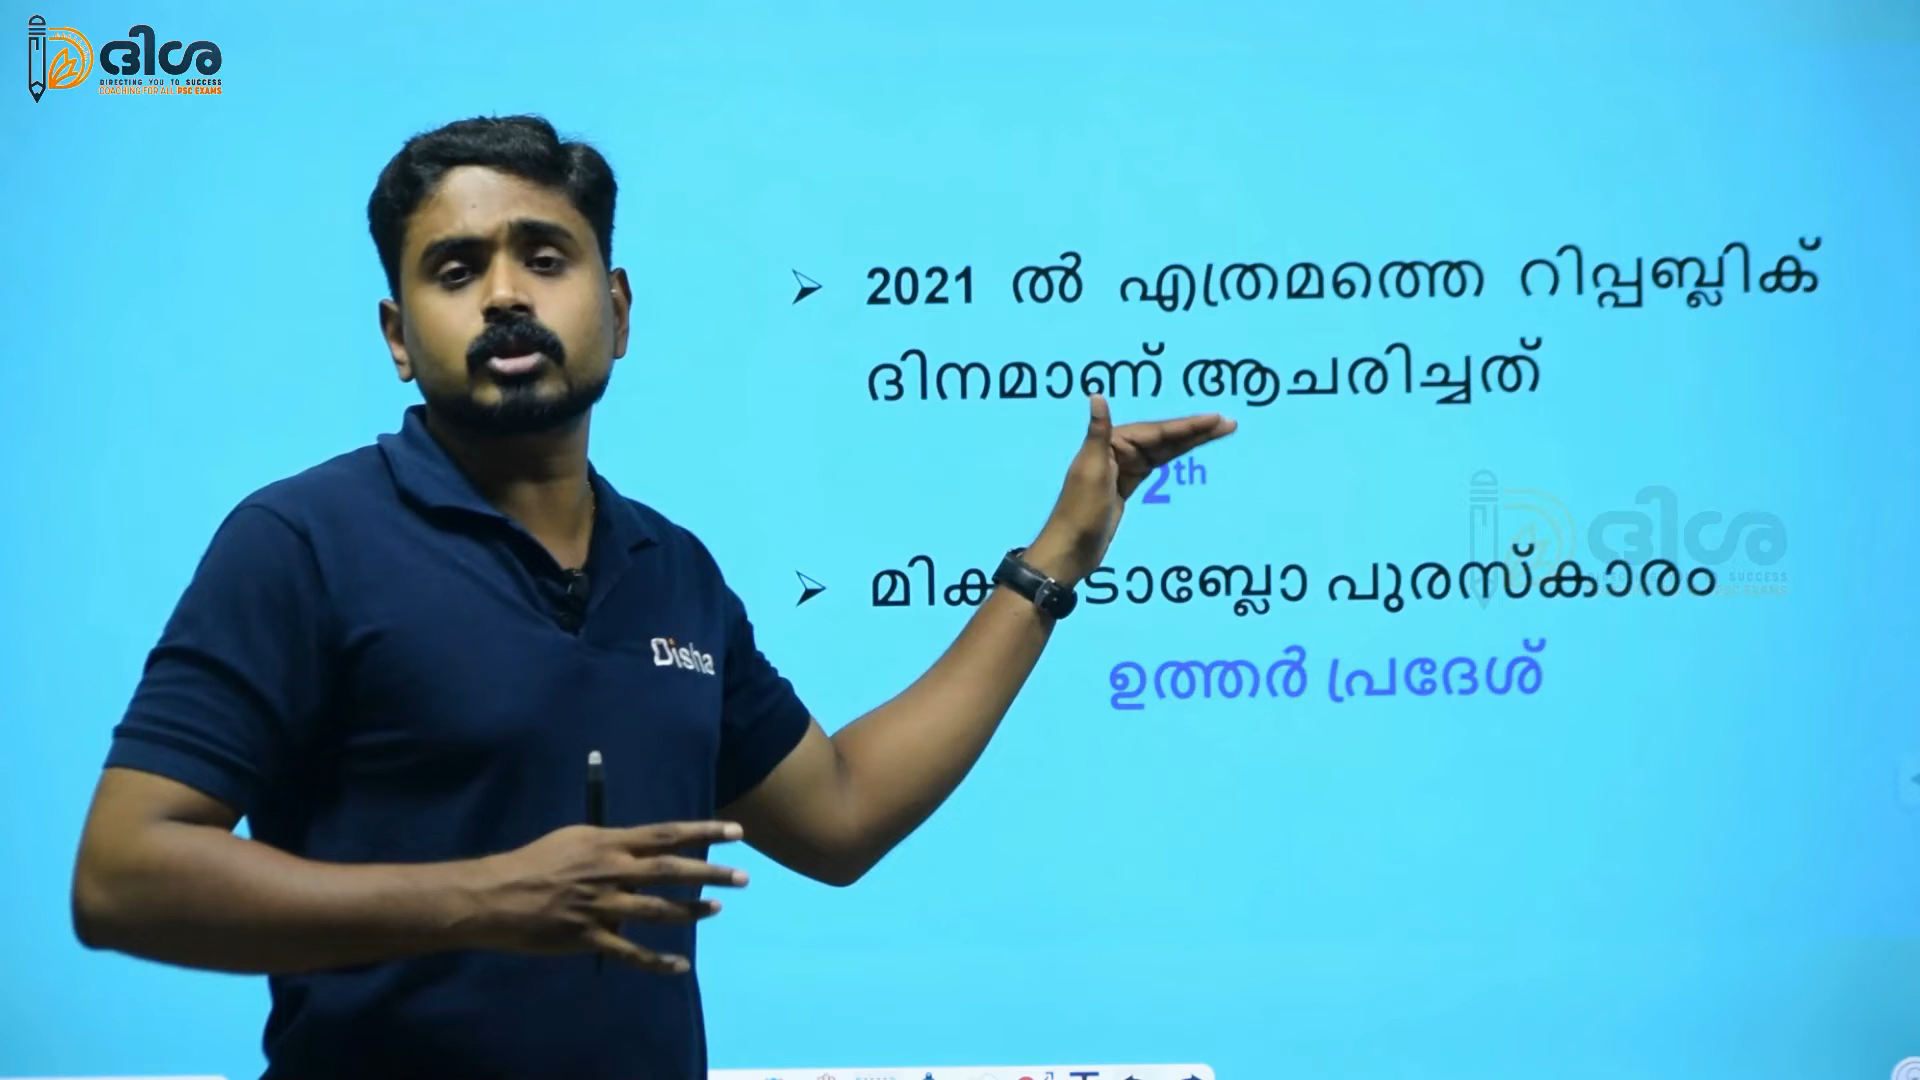 ദിശ
DIRECTING YOU TO SUCCESS
COACHING FOR ALL PSC EXAMS
➢ 2021 ൽ എത്രമത്തെ റിപ്പബ്ലിക്
ദിനമാണ് ആചരിച്ചത്
2th
ദിശ
➢ ടാബ്ലോ പുരസ്കാരം
ഉത്തർ പ്രദേശ്
Disha